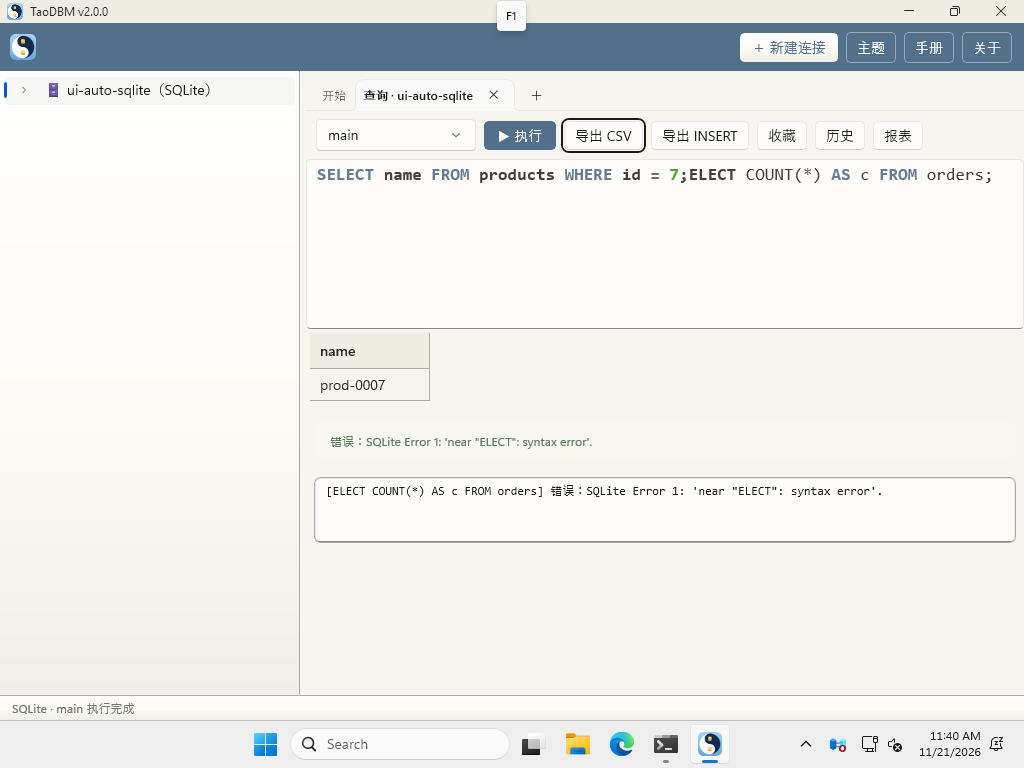 TaoDBM v2.0.0
F1
+ 新建连接
主题
手册
关于
ui-auto-sqlite（SQLite）
开始
查询 · ui-auto-sqlite
main
执行
导出 CSV
导出 INSERT
收藏
历史
报表
SELECT name FROM products WHERE id = 7;ELECT COUNT(*) AS c FROM orders;
name
prod-0007
错误：SQLite Error 1: 'near "ELECT": syntax error'.
[ELECT COUNT(*) AS c FROM orders] 错误：SQLite Error 1: 'near "ELECT": syntax error'.
SQLite · main 执行完成
Search
11:40 AM
11/21/2026